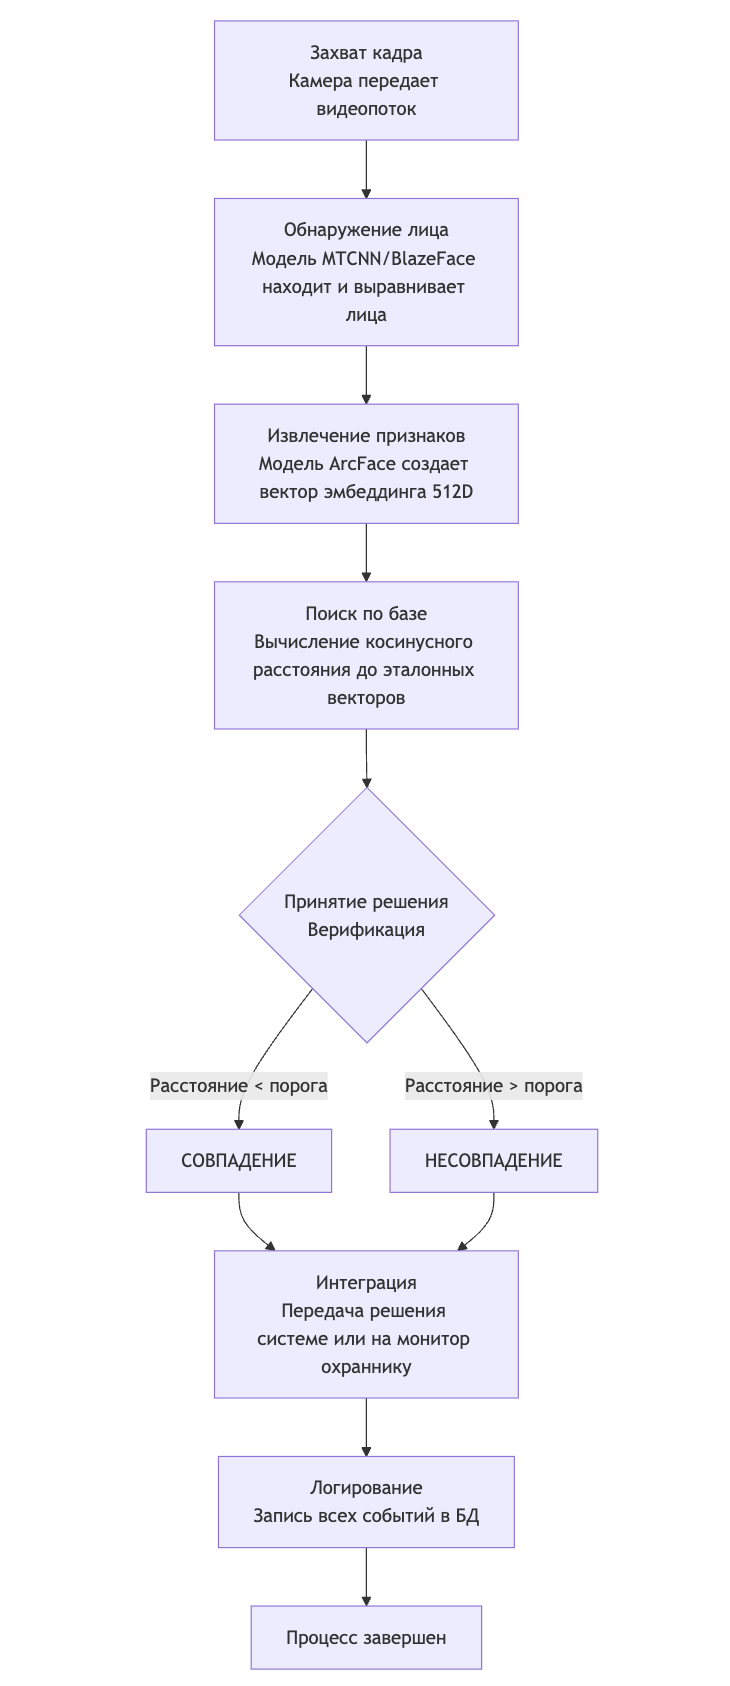 Захват кадра
Камера передает
видеопоток
Обнаружение лица
Модель MTCNN/BlazeFace
находит и выравнивает
лица
Извлечение признаков
Модель ArcFace создает
вектор эмбеддинга 512D
Поиск по базе
Вычисление косинусного
расстояния до эталонных
векторов
Принятие решения
Верификация
Расстояние < порога
Расстояние > порога
СОВПАДЕНИЕ
НЕСОВПАДЕНИЕ
Интеграция
Передача решения
системе или на монитор
охраннику
Логирование
Запись всех событий в БД
Процесс завершен